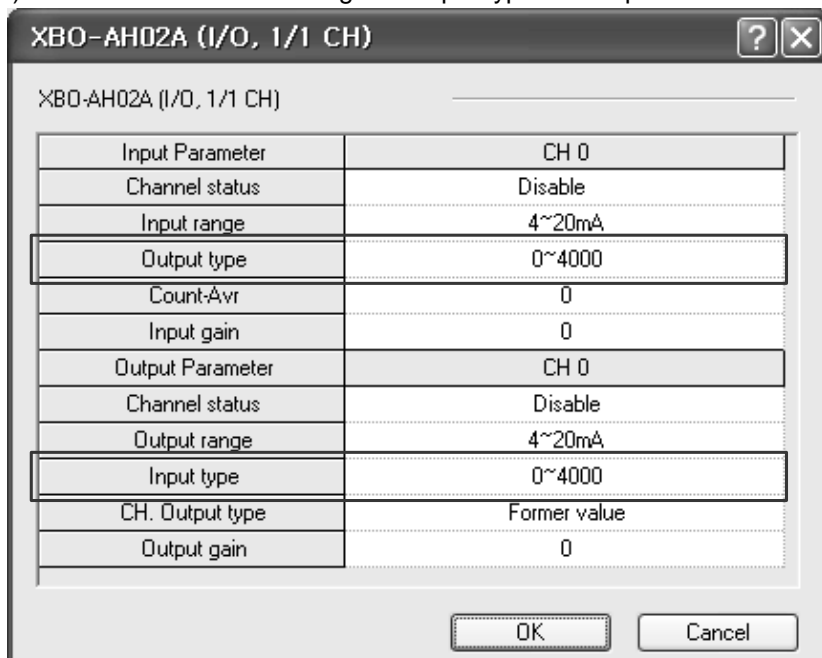 XBO-AH02A (I/O, 1/1 CH)
XBO-AH02A (I/O, 1/1 CH)
Input Parameter CH 0
Channel status Disable
Input range 4~20mA
Output type 0~4000
Count-Avr 0
Input gain 0
Output Parameter CH 0
Channel status Disable
Output range 4~20mA
Input type 0~4000
CH. Output type Former value
Output gain 0
OK Cancel